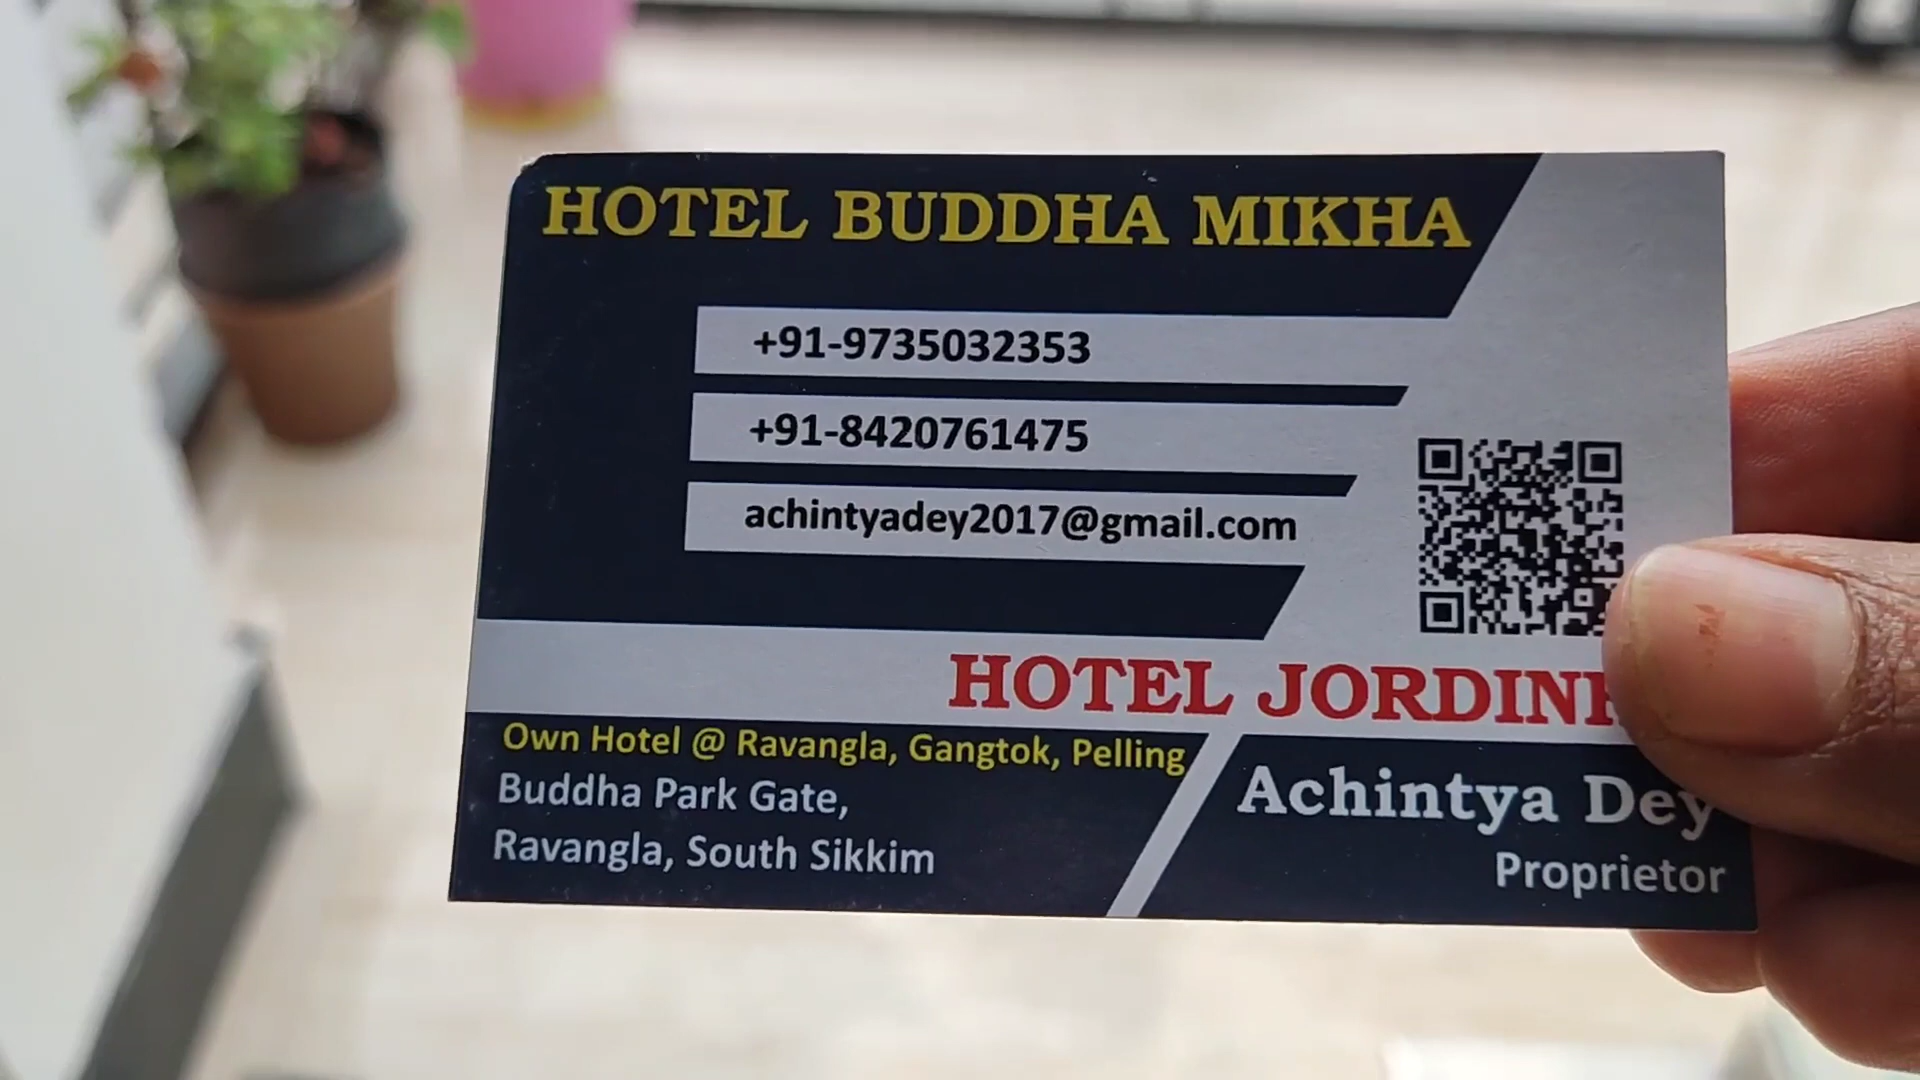 HOTEL BUDDHA MIKHA
+91-9735032353
+91-8420761475
achintyadey2017@gmail.com
HOTEL
Own Hotel @ Ravangla, Gangtok, Pelling
Buddha Park Gate,
Ravangla, South Sikkim
Achintya Dey
Proprietor